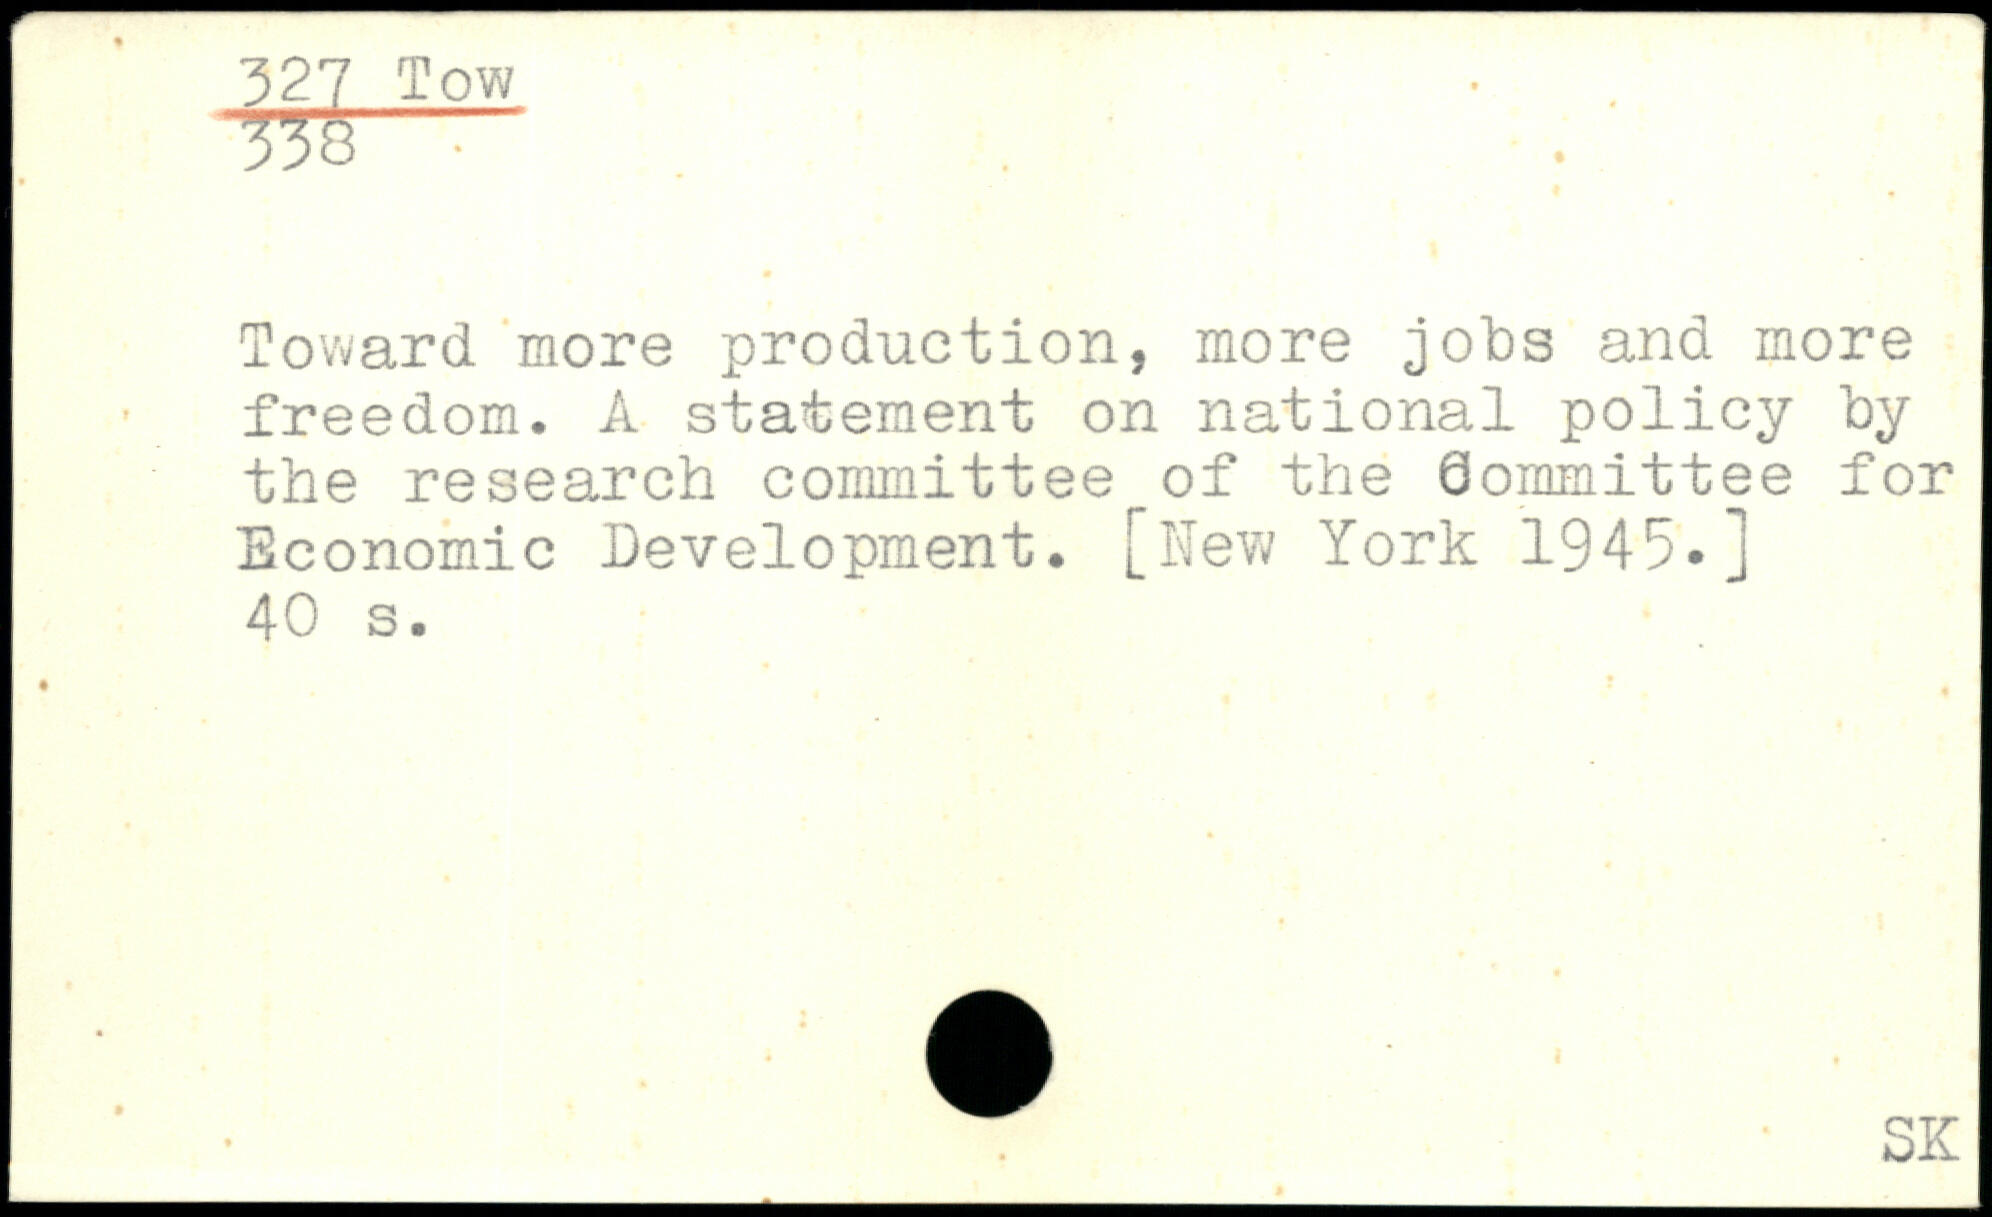 327 Tow
338
Toward more production, more jobs and more
freedom. A statement on national policy by
the research committee of the Committee for
Economic Development. [New York 1945.]
40 s.
SK